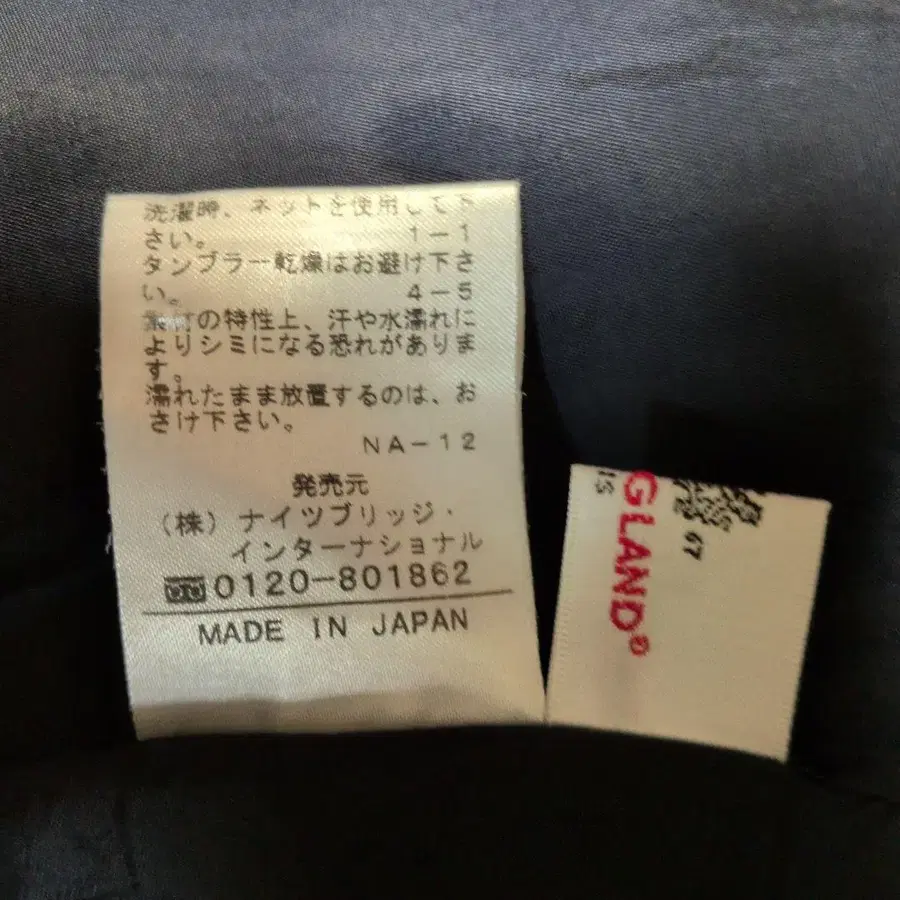 洗濯時、ネットを使用して下
さい。 1-1
タンブラー乾燥はお避け下さ
い。 4-5
素材の特性上、汗や水濡れに
よりシミになる恐れがありま
す。
濡れたまま放置するのは、お
さけ下さい。
NA-12
発売元
(株)ナイツブリッジ・
インターナショナル
0120-801862
MADE IN JAPAN
67
GLAND®
IS